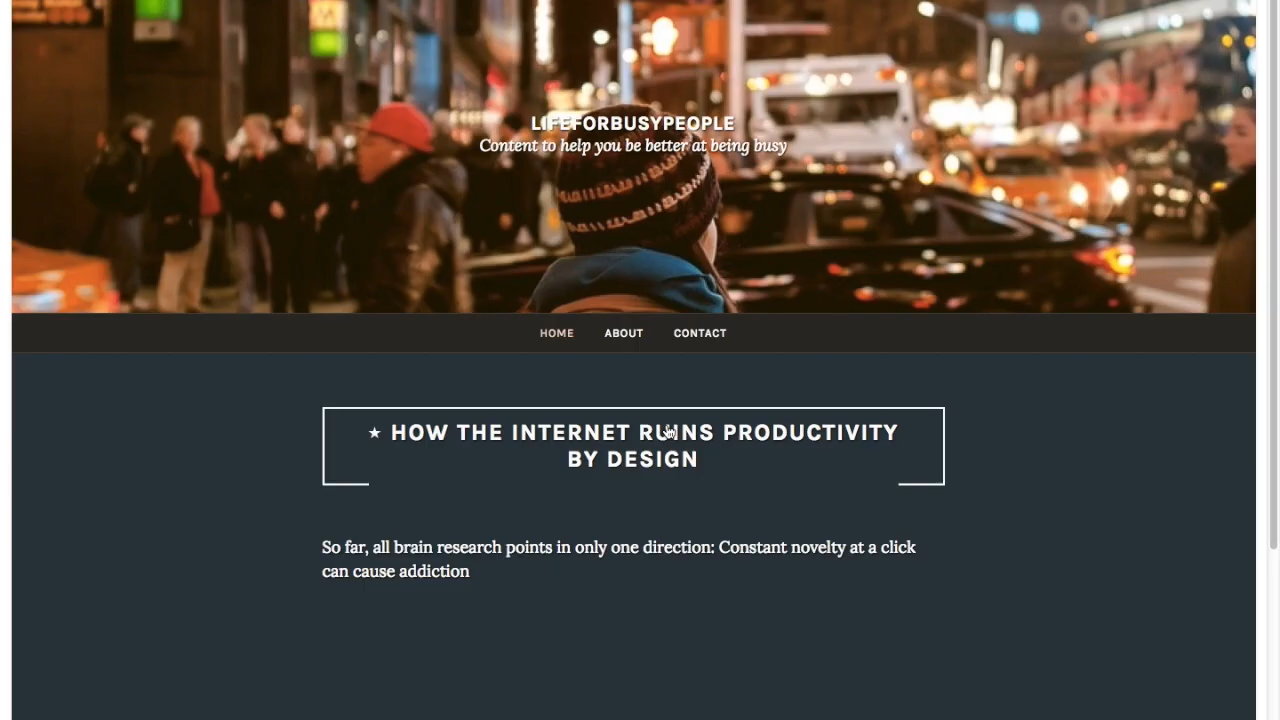 LIFEFORBUSYPEOPLE
Content to help you be better at being busy
HOME ABOUT CONTACT
★ HOW THE INTERNET RUINS PRODUCTIVITY
BY DESIGN
So far, all brain research points in only one direction: Constant novelty at a click
can cause addiction